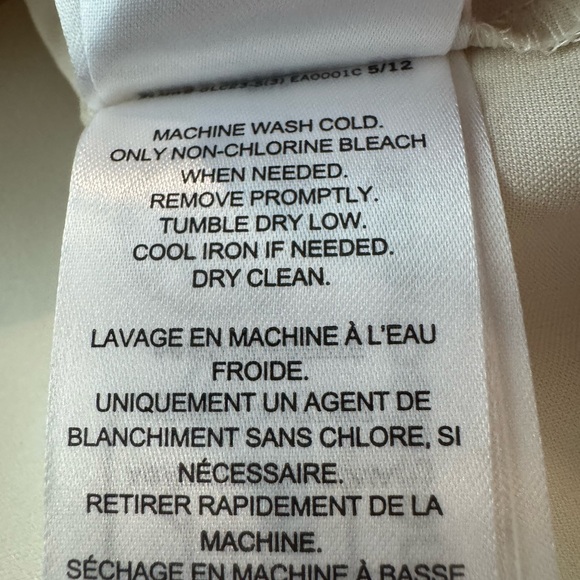 EA0001C 5/12
MACHINE WASH COLD.
ONLY NON-CHLORINE BLEACH
WHEN NEEDED.
REMOVE PROMPTLY.
TUMBLE DRY LOW.
COOL IRON IF NEEDED.
DRY CLEAN.
LAVAGE EN MACHINE À L'EAU
FROIDE.
UNIQUEMENT UN AGENT DE
BLANCHIMENT SANS CHLORE, SI
NÉCESSAIRE.
RETIRER RAPIDEMENT DE LA
MACHINE.
SÉCHAGE EN MACHINE À BASSE